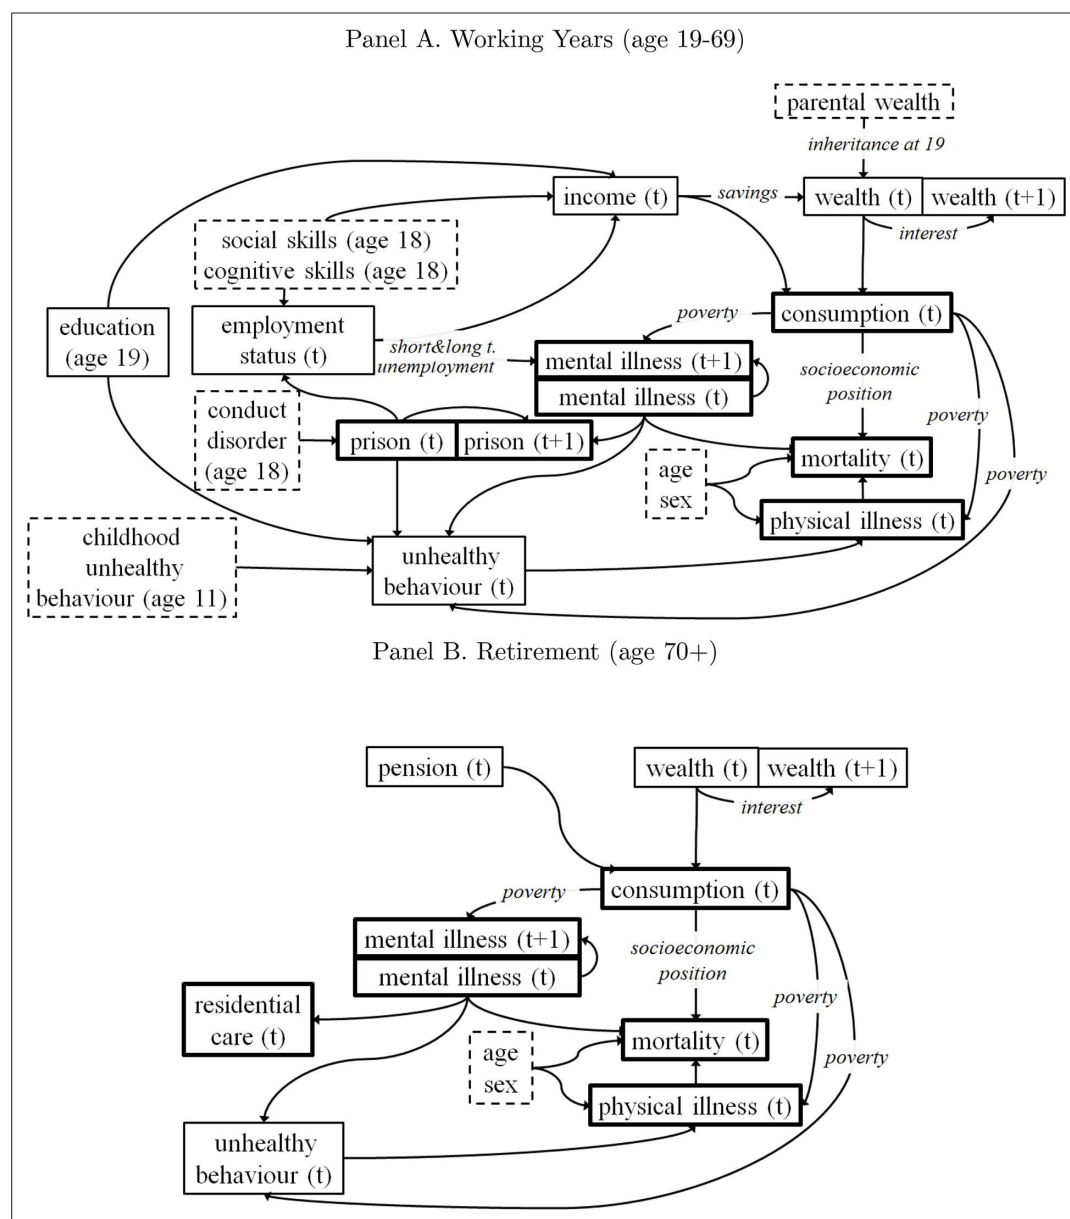 Panel A. Working Years (age 19-69)
parental wealth
inheritance at 19
income (t)
savings
wealth (t)
wealth (t+1)
interest
social skills (age 18)
cognitive skills (age 18)
education
(age 19)
employment
status (t)
short&long t.
unemployment
poverty
consumption (t)
mental illness (t+1)
mental illness (t)
socioeconomic
position
poverty
conduct
disorder
(age 18)
prison (t)
prison (t+1)
age
sex
mortality (t)
poverty
physical illness (t)
childhood
unhealthy
behaviour (age 11)
unhealthy
behaviour (t)
Panel B. Retirement (age 70+)
pension (t)
wealth (t)
wealth (t+1)
interest
poverty
consumption (t)
mental illness (t+1)
mental illness (t)
socioeconomic
position
residential
care (t)
poverty
age
sex
mortality (t)
poverty
physical illness (t)
unhealthy
behaviour (t)